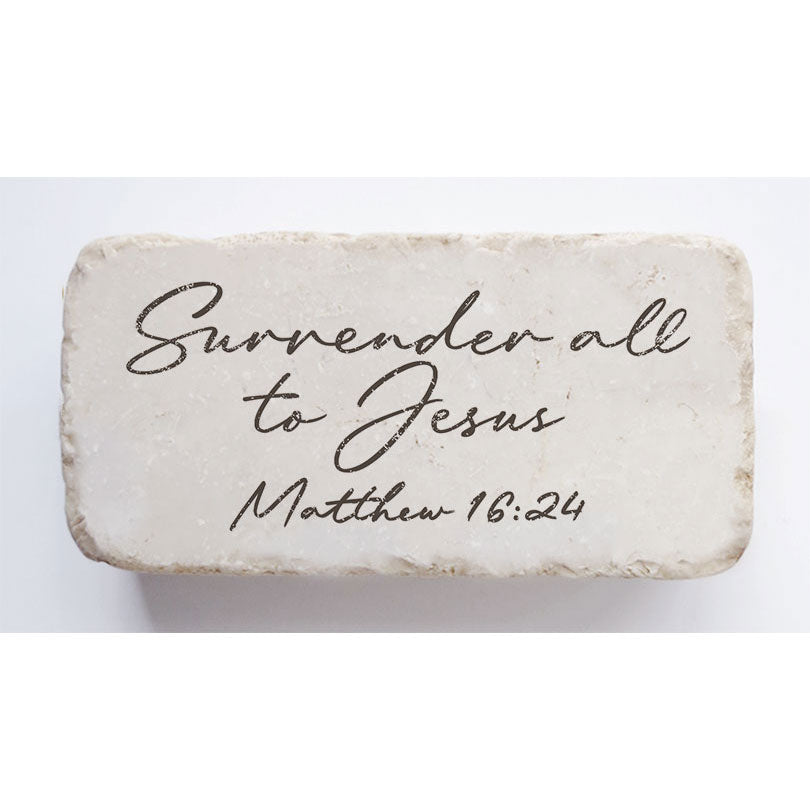 Surrender all
to Jesus
Matthew 16:24